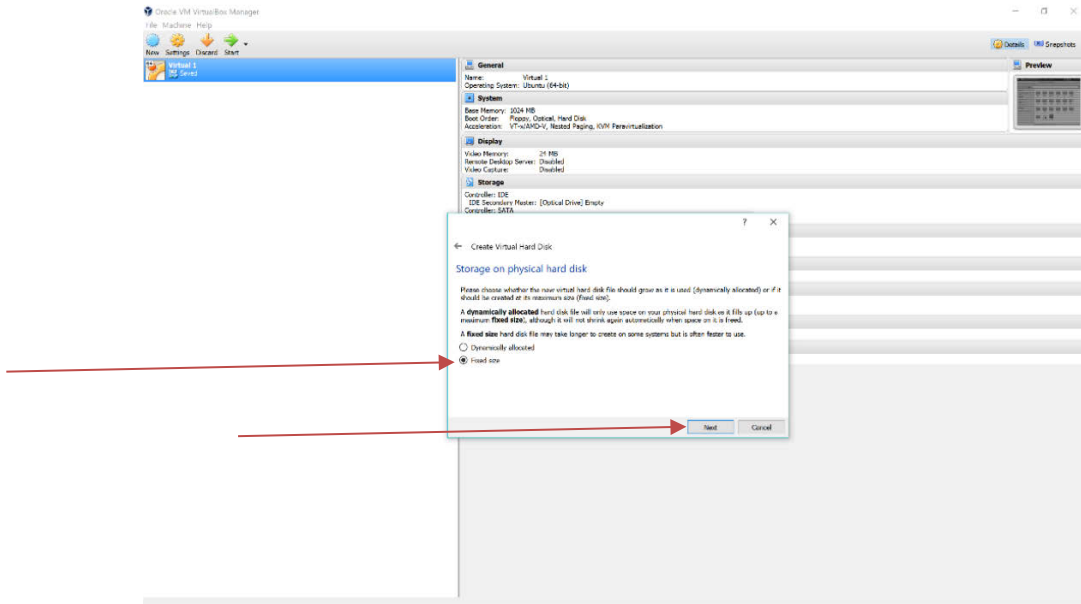 Oracle VM VirtualBox Manager
File Machine Help
New Settings Discard Start
Details Snapshots
Virtual 1
Saved
General
Name: Virtual 1
Operating System: Ubuntu (64-bit)
Preview
System
Base Memory: 1024 MB
Boot Order: Floppy, Optical, Hard Disk
Acceleration: VT-x/AMD-V, Nested Paging, KVM Paravirtualization
Display
Video Memory: 24 MB
Remote Desktop Server: Disabled
Video Capture: Disabled
Storage
Controller: IDE
IDE Secondary Master: [Optical Drive] Empty
Controller: SATA
? ×
← Create Virtual Hard Disk
Storage on physical hard disk
Please choose whether the new virtual hard disk file should grow as it is used (dynamically allocated) or if it
should be created at its maximum size (fixed size).
A dynamically allocated hard disk file will only use space on your physical hard disk as it fills up (up to a
maximum fixed size), although it will not shrink again automatically when space on it is freed.
A fixed size hard disk file may take longer to create on some systems but is often faster to use.
Dynamically allocated
Fixed size
Next Cancel